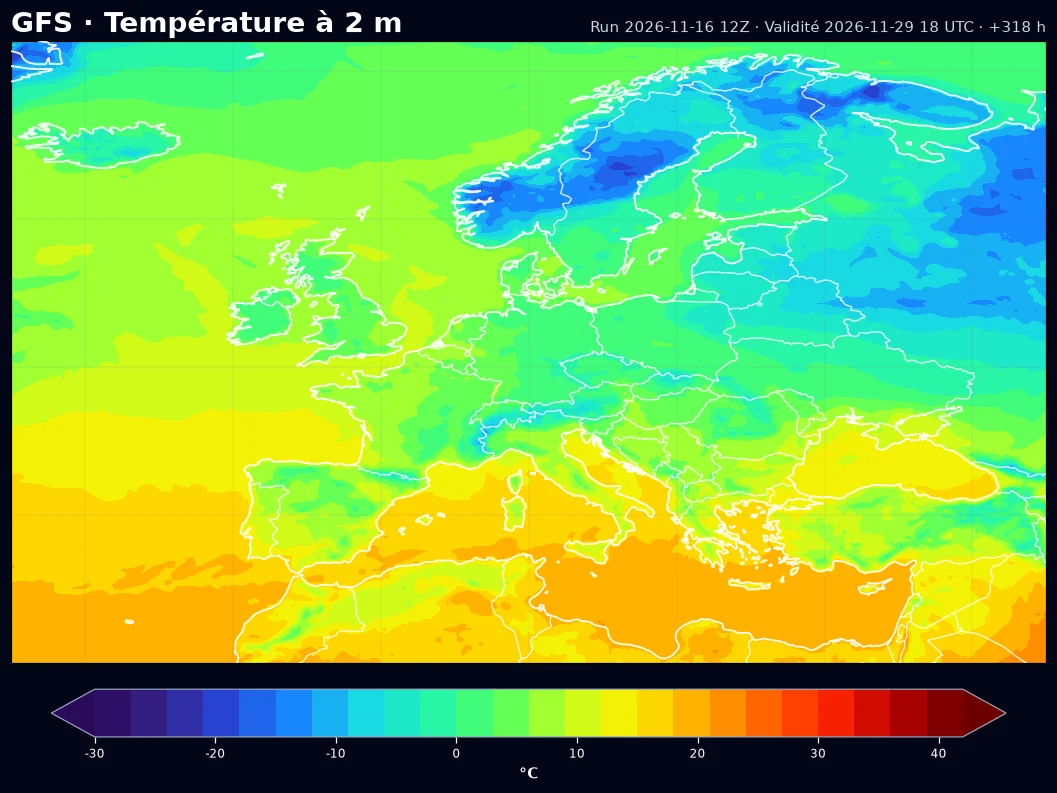 GFS · Température à 2 m
Run 2026-11-16 12Z · Validité 2026-11-29 18 UTC · +318 h
-30 -20 -10 0 10 20 30 40
°C